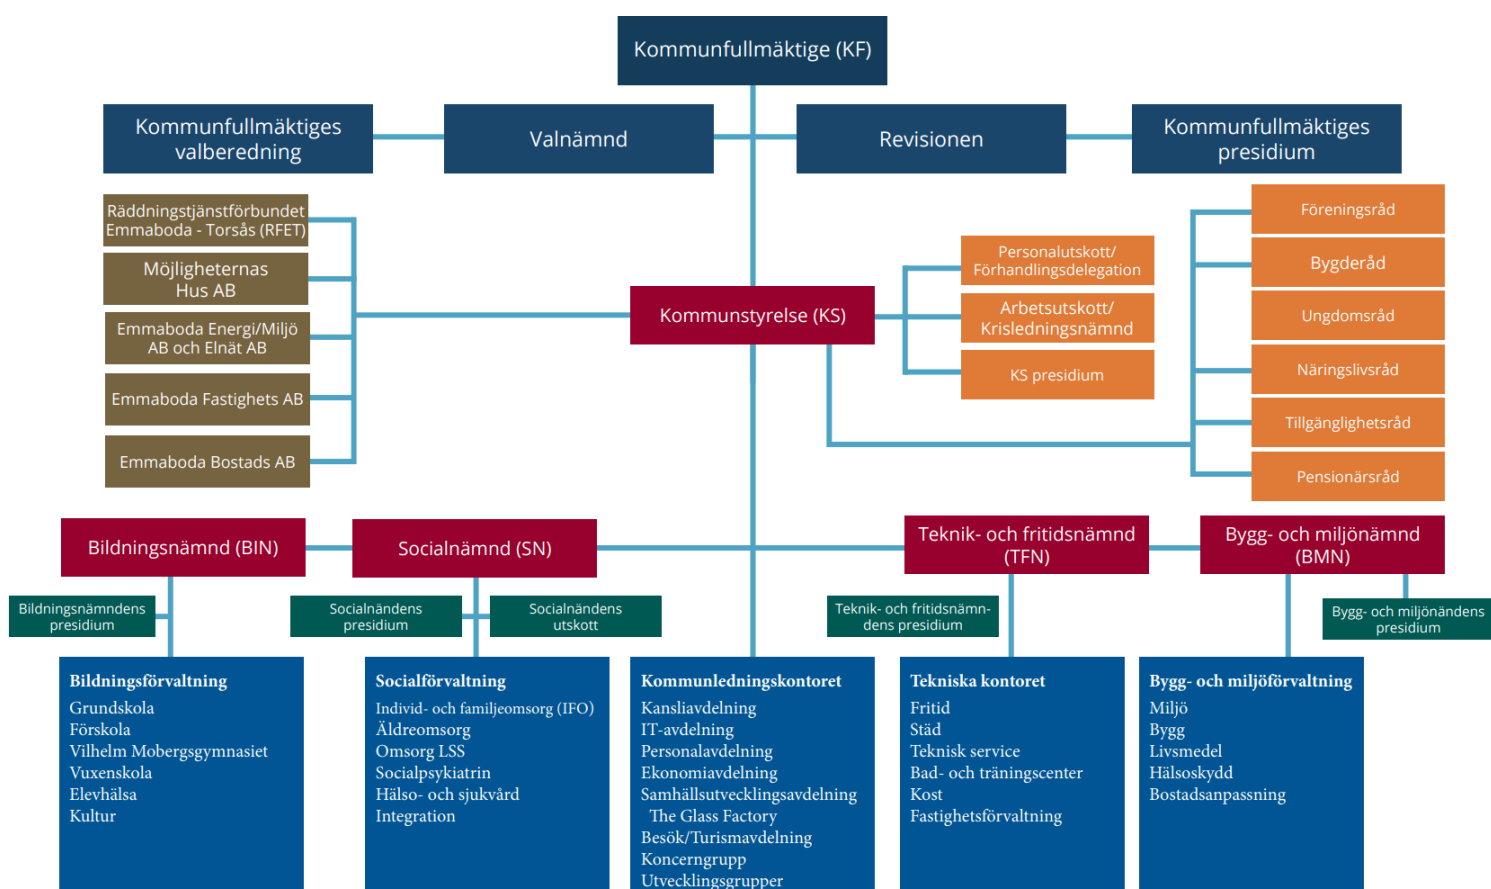 Kommunfullmäktige (KF)
Kommunfullmäktiges
valberedning
Valnämnd
Revisionen
Kommunfullmäktiges
presidium
Räddningstjänstförbundet
Emmaboda - Torsås (RFET)
Möjligheternas
Hus AB
Emmaboda Energi/Miljö
AB och Elnät AB
Emmaboda Fastighets AB
Emmaboda Bostads AB
Kommunstyrelse (KS)
Personalutskott/
Förhandlingsdelegation
Arbetsutskott/
Krisledningsnämnd
KS presidium
Föreningsråd
Bygderåd
Ungdomsråd
Näringslivsråd
Tillgänglighetsråd
Pensionärsråd
Bildningsnämnd (BIN)
Socialnämnd (SN)
Teknik- och fritidsnämnd
(TFN)
Bygg- och miljönämnd
(BMN)
Bildningsnämndens
presidium
Socialnändens
presidium
Socialnändens
utskott
Teknik- och fritidsnämn-
dens presidium
Bygg- och miljönändens
presidium
Bildningsförvaltning
Grundskola
Förskola
Vilhelm Mobergsgymnasiet
Vuxenskola
Elevhälsa
Kultur
Socialförvaltning
Individ- och familjeomsorg (IFO)
Äldreomsorg
Omsorg LSS
Socialpsykiatrin
Hälso- och sjukvård
Integration
Kommunledningskontoret
Kansliavdelning
IT-avdelning
Personalavdelning
Ekonomiavdelning
Samhällsutvecklingsavdelning
The Glass Factory
Besök/Turismavdelning
Koncerngrupp
Utvecklingsgrupper
Tekniska kontoret
Fritid
Städ
Teknisk service
Bad- och träningscenter
Kost
Fastighetsförvaltning
Bygg- och miljöförvaltning
Miljö
Bygg
Livsmedel
Hälsoskydd
Bostadsanpassning